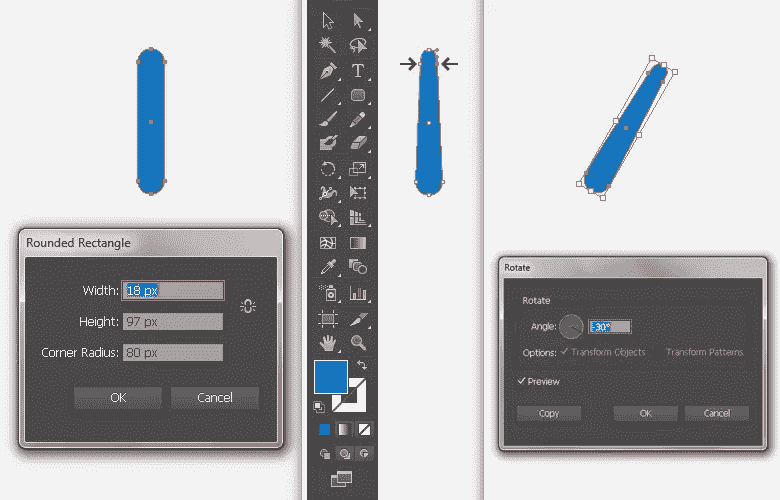 Rounded Rectangle
Width: 18 px
Height: 97 px
Corner Radius: 80 px
OK Cancel
T
Rotate
Rotate
Angle: -30°
Options: Transform Objects Transform Patterns
Preview
Copy OK Cancel